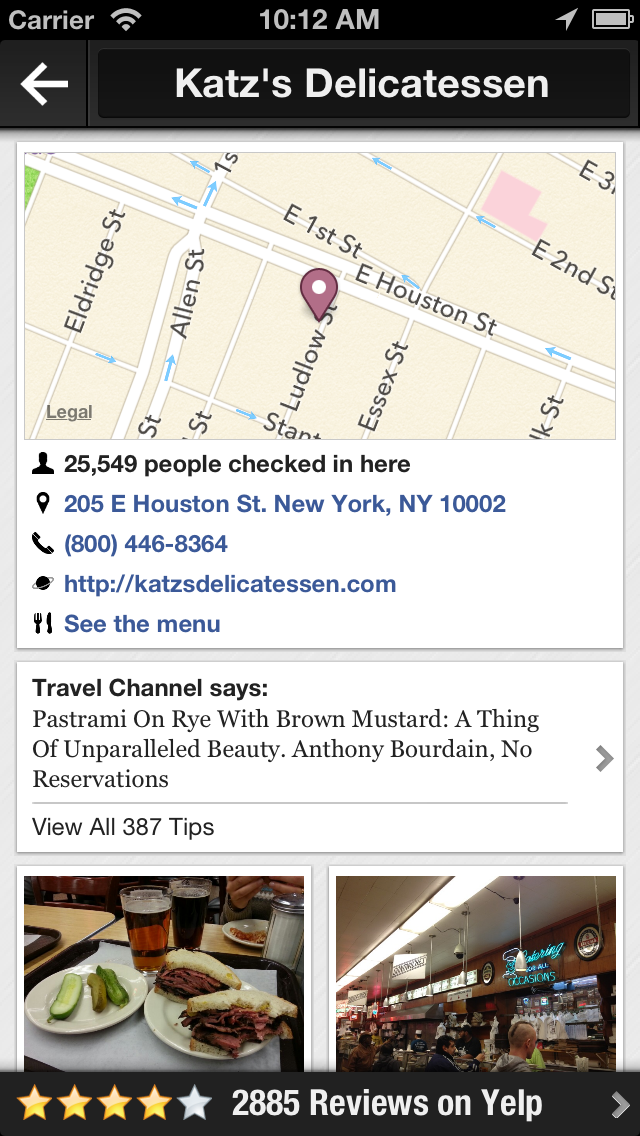 Carrier 10:12 AM
Katz's Delicatessen
E 3
1s
E 1st St
E 2nd St
Eldridge St
Allen St
E Houston St
Ludlow St
Essex St
lk St
St
St
Stant
Legal
25,549 people checked in here
205 E Houston St. New York, NY 10002
(800) 446-8364
http://katzsdelicatessen.com
See the menu
Travel Channel says:
Pastrami On Rye With Brown Mustard: A Thing
Of Unparalleled Beauty. Anthony Bourdain, No
Reservations
View All 387 Tips
Catering
FOR ALL
OCCASIONS
2885 Reviews on Yelp